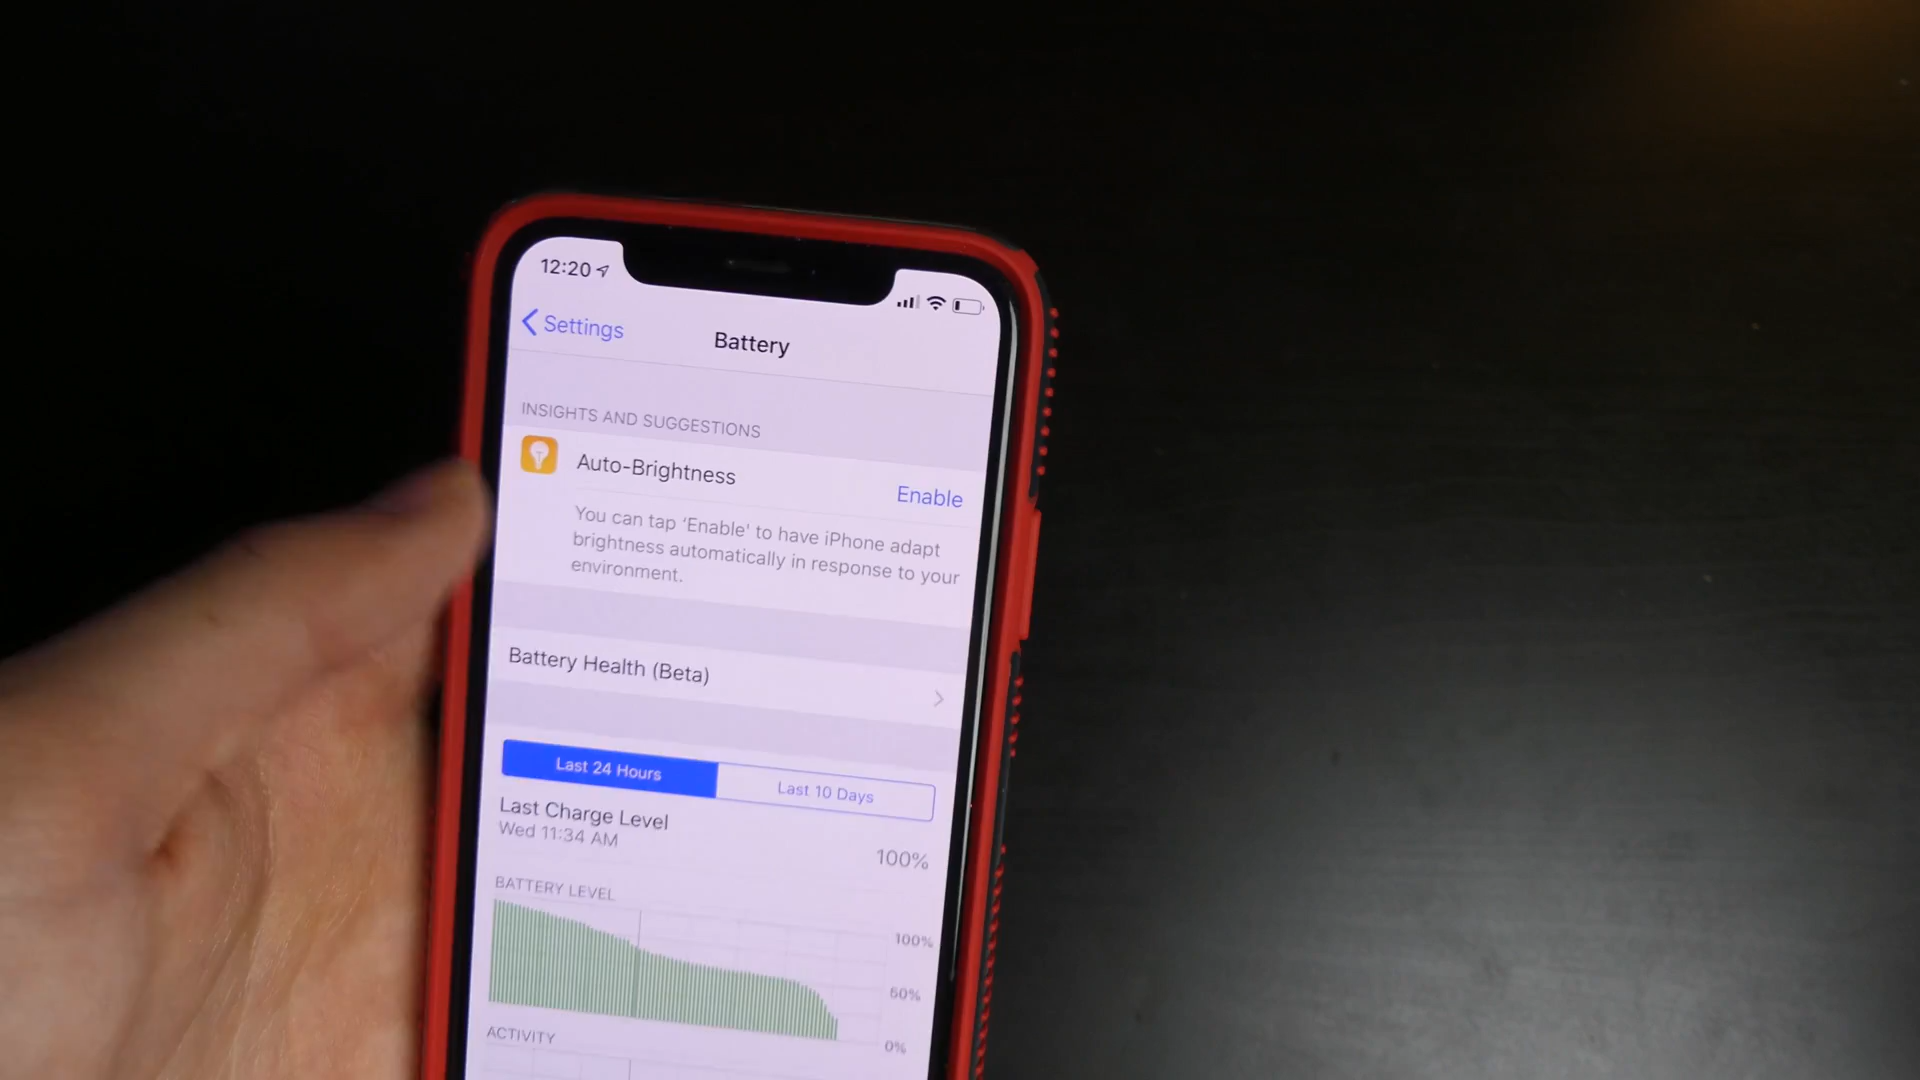 12:20
Settings
Battery
INSIGHTS AND SUGGESTIONS
Auto-Brightness
Enable
You can tap ‘Enable’ to have iPhone adapt
brightness automatically in response to your
environment.
Battery Health (Beta)
Last 24 Hours
Last 10 Days
Last Charge Level
Wed 11:34 AM
100%
BATTERY LEVEL
100%
50%
0%
ACTIVITY